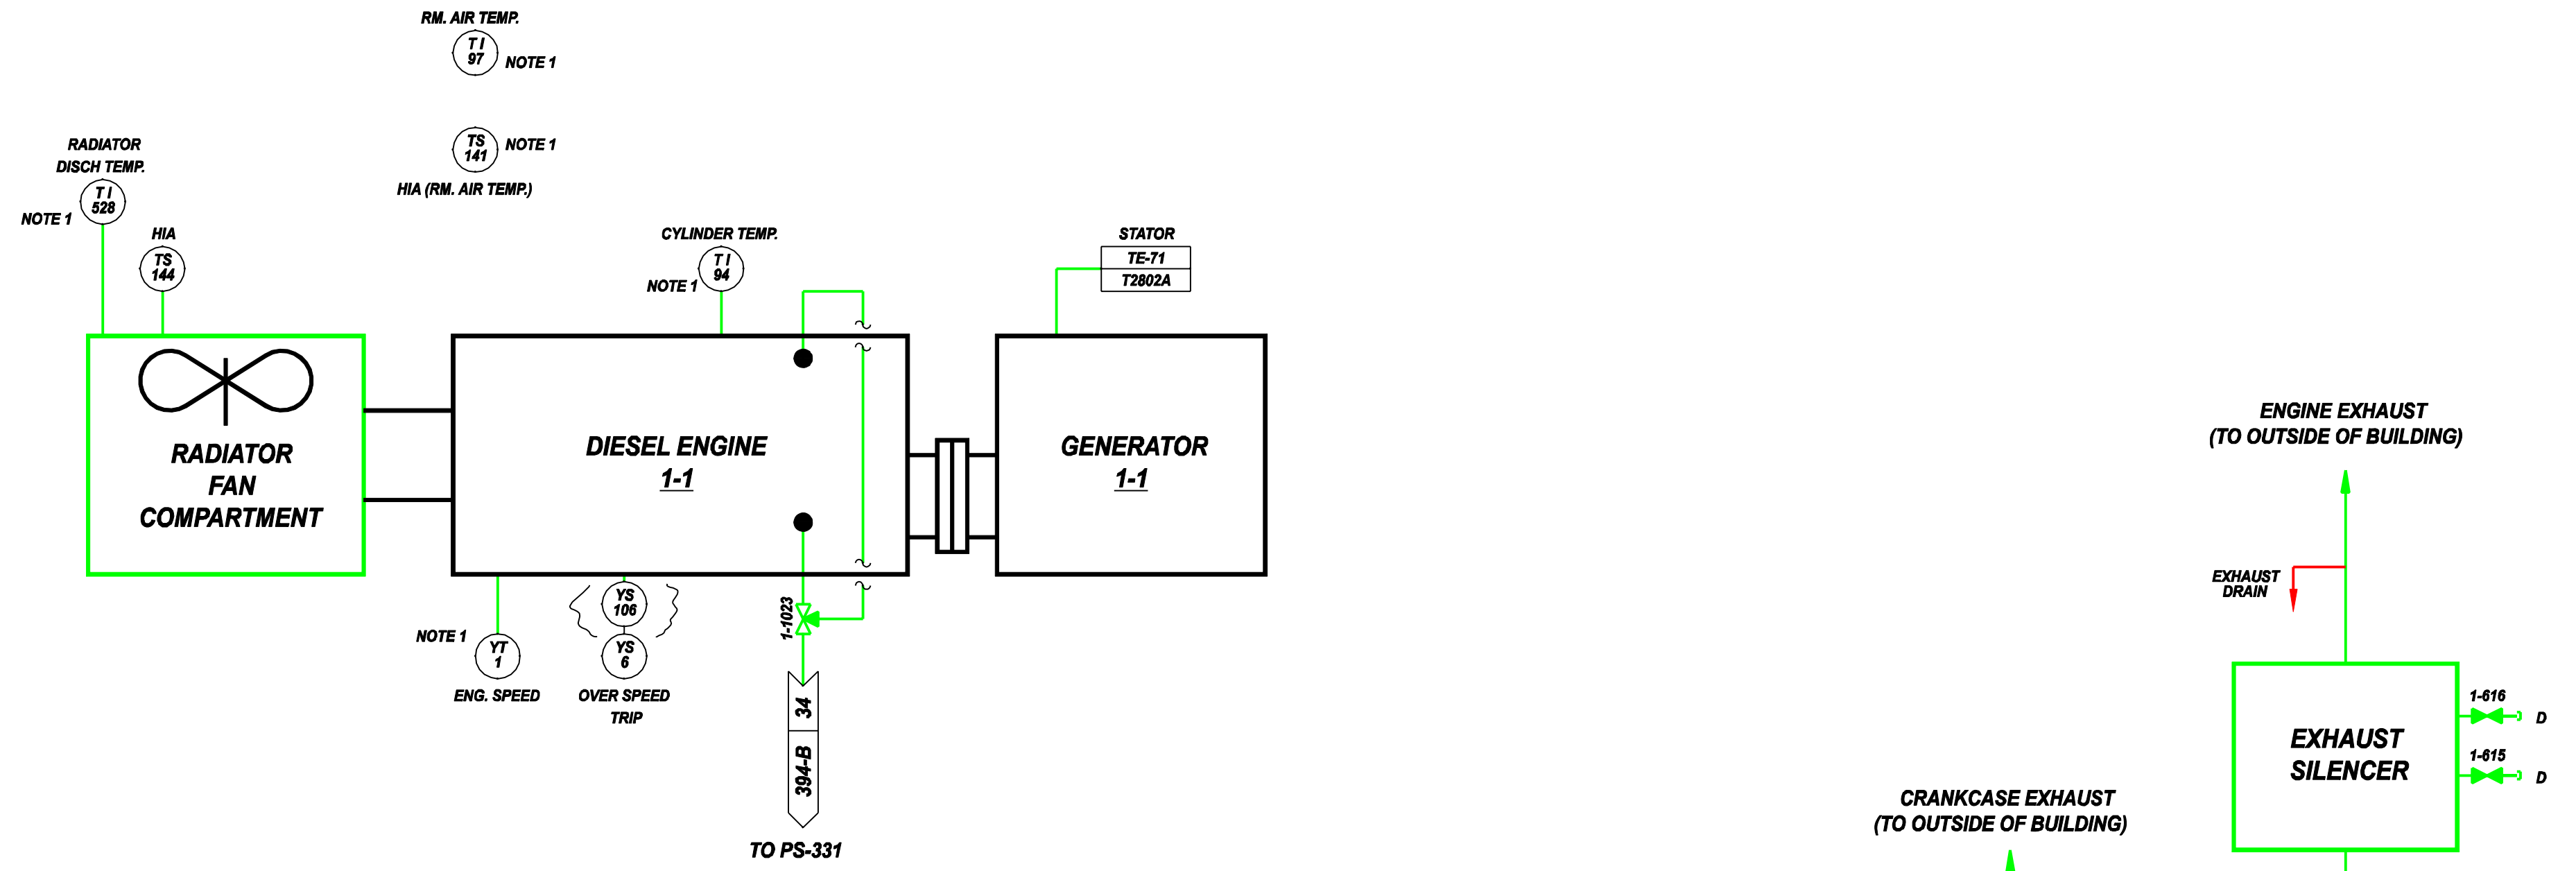 RM. AIR TEMP.
T I
97
NOTE 1
TS
141
NOTE 1
HIA (RM. AIR TEMP.)
RADIATOR
DISCH TEMP.
T I
528
NOTE 1
HIA
TS
144
CYLINDER TEMP.
T I
94
NOTE 1
STATOR
TE-71
T2802A
RADIATOR
FAN
COMPARTMENT
DIESEL ENGINE
1-1
GENERATOR
1-1
NOTE 1
YT
1
ENG. SPEED
YS
106
YS
6
OVER SPEED
TRIP
1-1023
34
394-B
TO PS-331
ENGINE EXHAUST
(TO OUTSIDE OF BUILDING)
EXHAUST
DRAIN
EXHAUST
SILENCER
1-616
D
1-615
D
CRANKCASE EXHAUST
(TO OUTSIDE OF BUILDING)